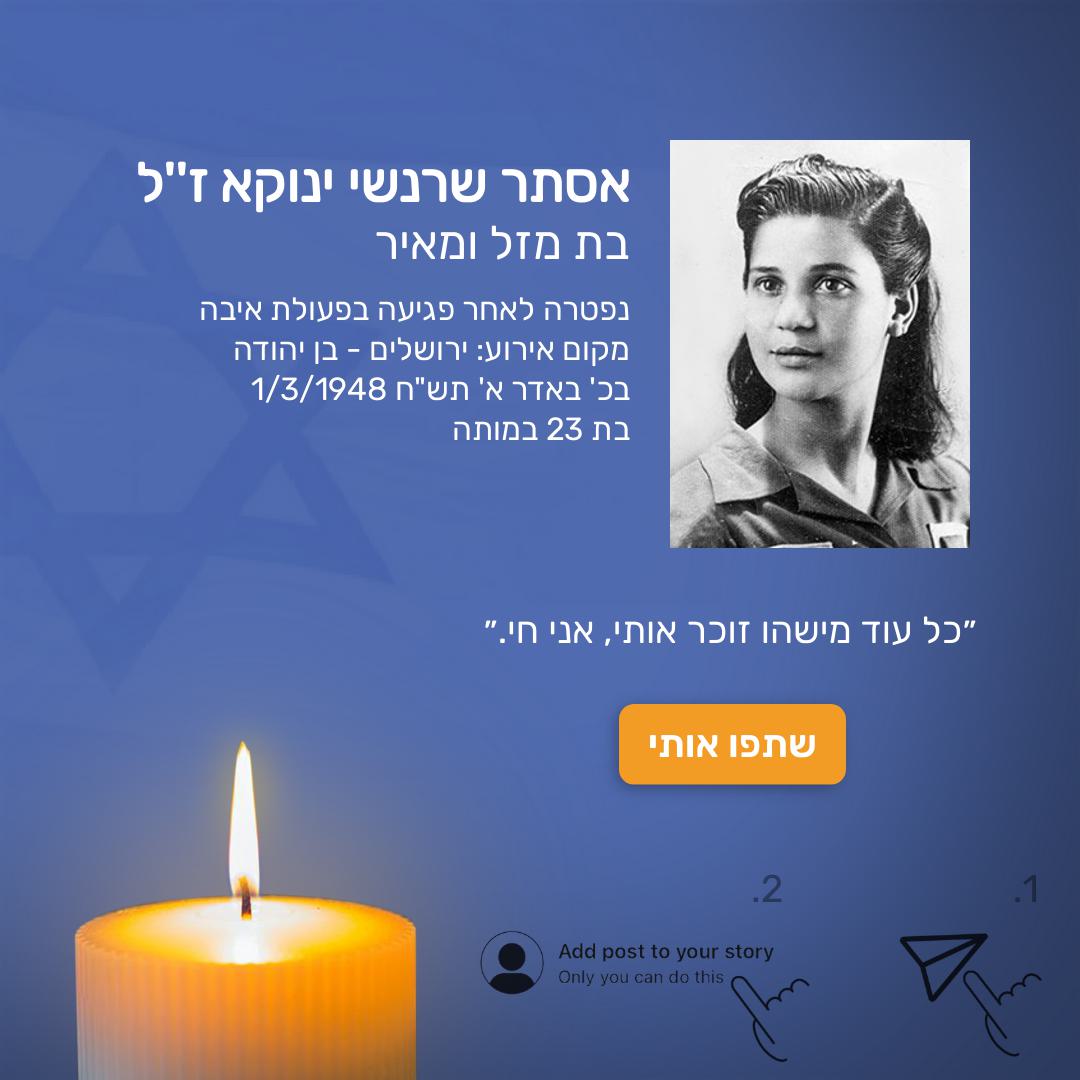 אסתר שרנשי ינוקא ז"ל
בת מזל ומאיר
נפטרה לאחר פגיעה בפעולת איבה
מקום אירוע: ירושלים - בן יהודה
בכ' באדר א' תש"ח 1/3/1948
בת 23 במותה
״כל עוד מישהו זוכר אותי, אני חי.״
שתפו אותי
1.
2.
Add post to your story
Only you can do this